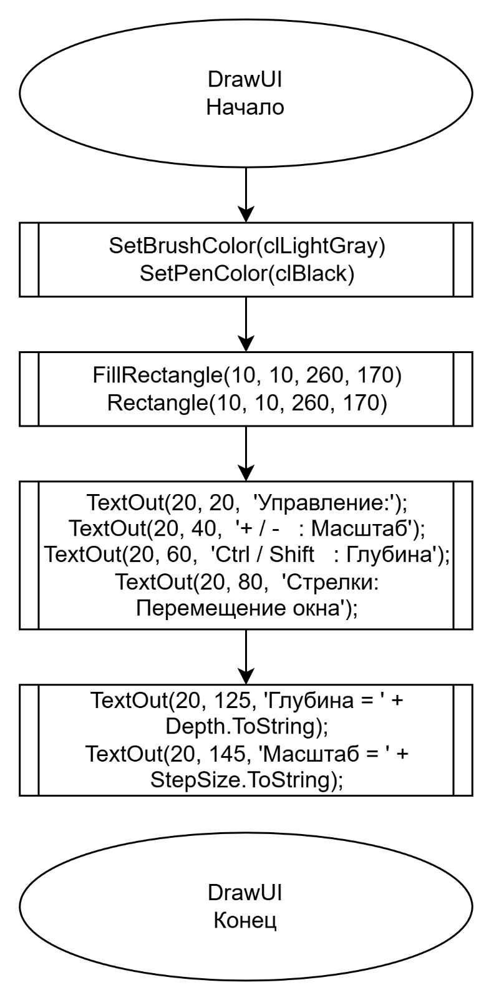 DrawUI
Начало
SetBrushColor(clLightGray)
SetPenColor(clBlack)
FillRectangle(10, 10, 260, 170)
Rectangle(10, 10, 260, 170)
TextOut(20, 20,  'Управление:');
TextOut(20, 40,  '+ / -   : Масштаб');
TextOut(20, 60,  'Ctrl / Shift   : Глубина');
TextOut(20, 80,  'Стрелки:
Перемещение окна');
TextOut(20, 125, 'Глубина = ' +
Depth.ToString);
TextOut(20, 145, 'Масштаб = ' +
StepSize.ToString);
DrawUI
Конец